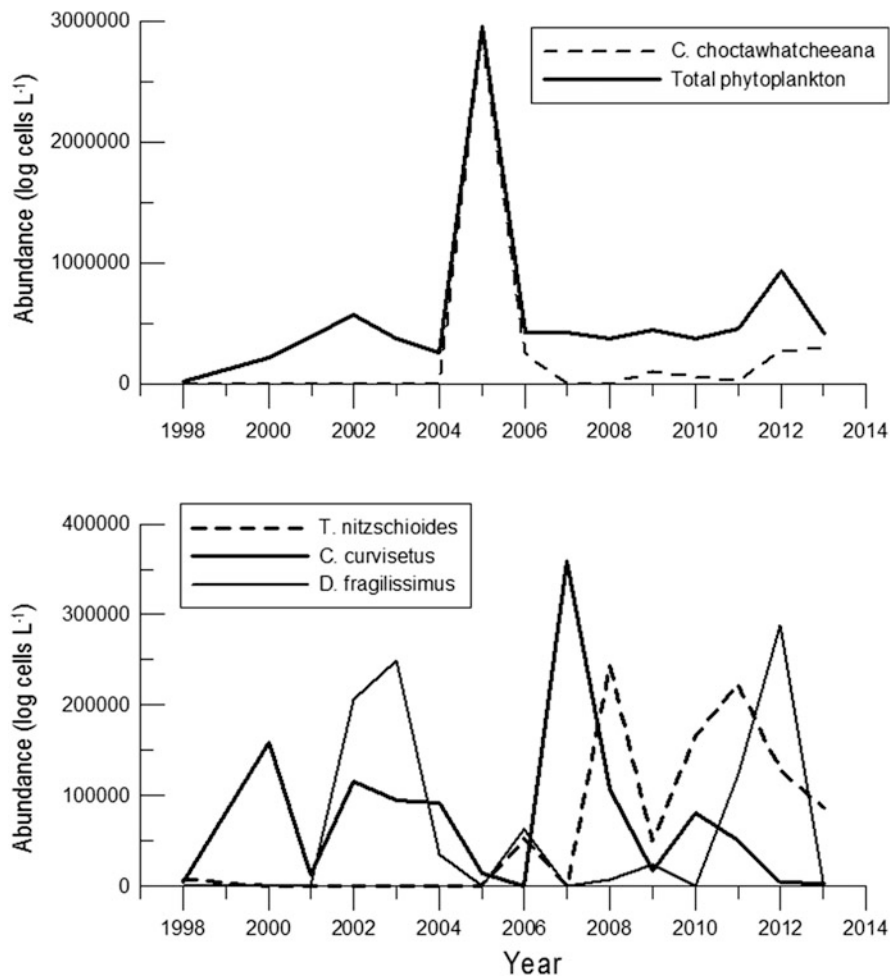 3000000
2000000
1000000
0
Abundance (log cells L-1)
C. choctawhatcheeana
Total phytoplankton
1998 2000 2002 2004 2006 2008 2010 2012 2014
400000
300000
200000
100000
0
Abundance (log cells L-1)
T. nitzschioides
C. curvisetus
D. fragilissimus
1998 2000 2002 2004 2006 2008 2010 2012 2014
Year